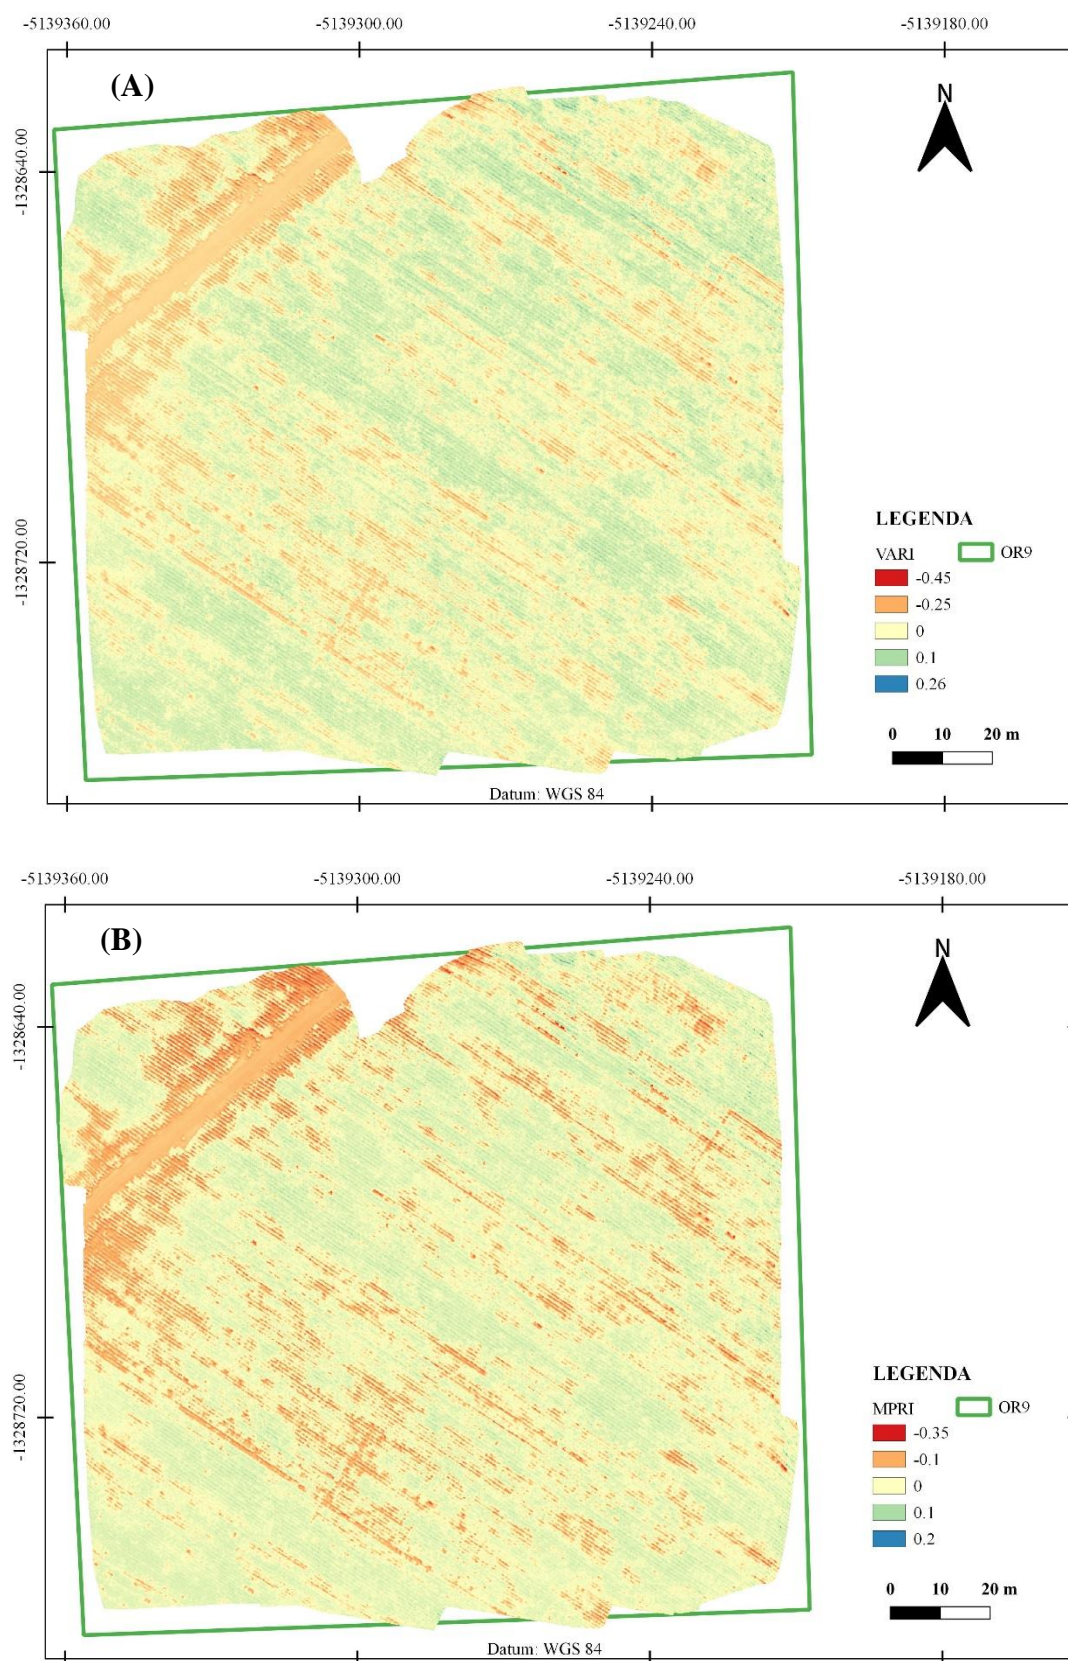 -5139360.00 -5139300.00 -5139240.00 -5139180.00
(A)
N
-1328640.00
-1328720.00
LEGENDA
VARI OR9
-0.45
-0.25
0
0.1
0.26
0 10 20 m
Datum: WGS 84
-5139360.00 -5139300.00 -5139240.00 -5139180.00
(B)
N
-1328640.00
-1328720.00
LEGENDA
MPRI OR9
-0.35
-0.1
0
0.1
0.2
0 10 20 m
Datum: WGS 84